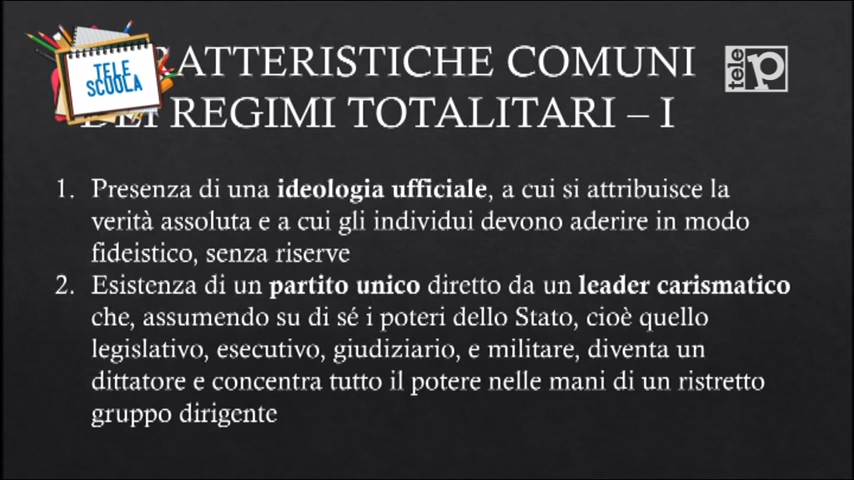 TELE
SCUOLA
RATTERISTICHE COMUNI
DEI REGIMI TOTALITARI – I
tele p
1. Presenza di una ideologia ufficiale, a cui si attribuisce la
verità assoluta e a cui gli individui devono aderire in modo
fideistico, senza riserve
2. Esistenza di un partito unico diretto da un leader carismatico
che, assumendo su di sé i poteri dello Stato, cioè quello
legislativo, esecutivo, giudiziario, e militare, diventa un
dittatore e concentra tutto il potere nelle mani di un ristretto
gruppo dirigente